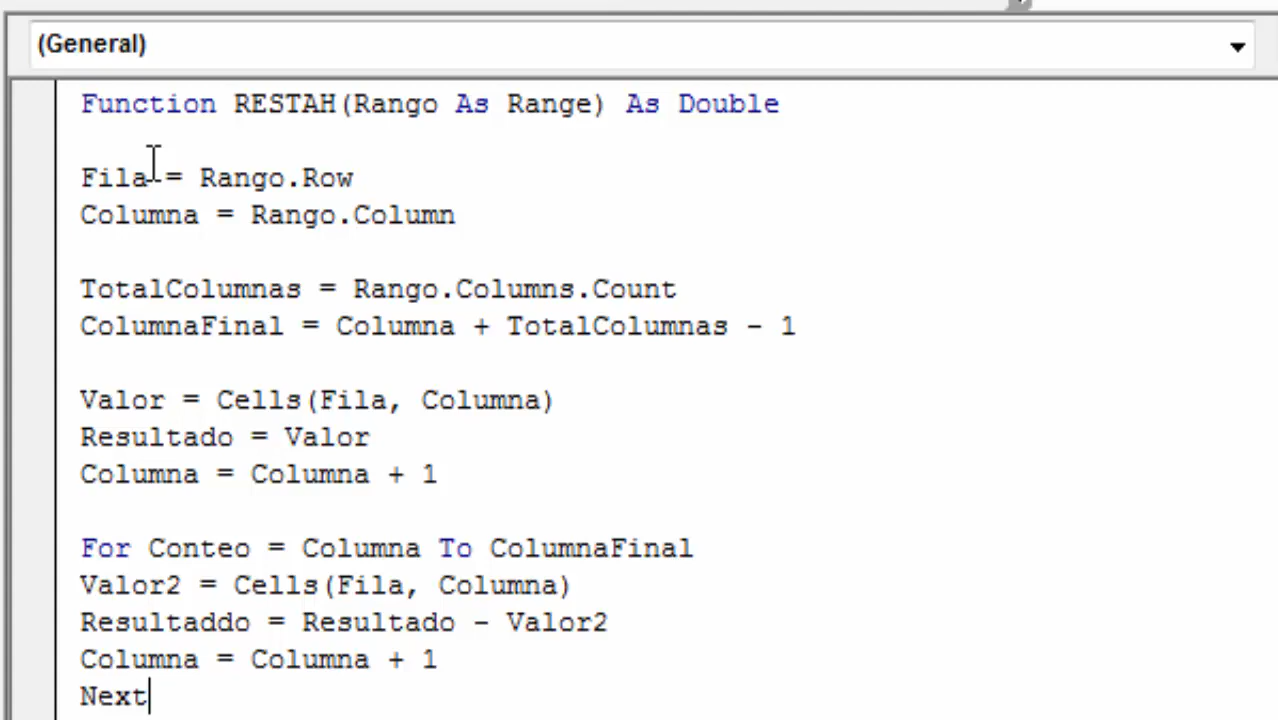 (General)
Function RESTAH(Rango As Range) As Double
Fila = Rango.Row
Columna = Rango.Column
TotalColumnas = Rango.Columns.Count
ColumnaFinal = Columna + TotalColumnas - 1
Valor = Cells(Fila, Columna)
Resultado = Valor
Columna = Columna + 1
For Conteo = Columna To ColumnaFinal
Valor2 = Cells(Fila, Columna)
Resultaddo = Resultado - Valor2
Columna = Columna + 1
Next